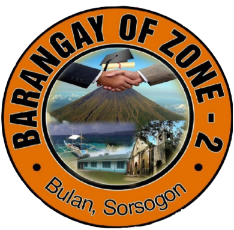 BARANGAY OF ZONE - 2
Bulan, Sorsogon